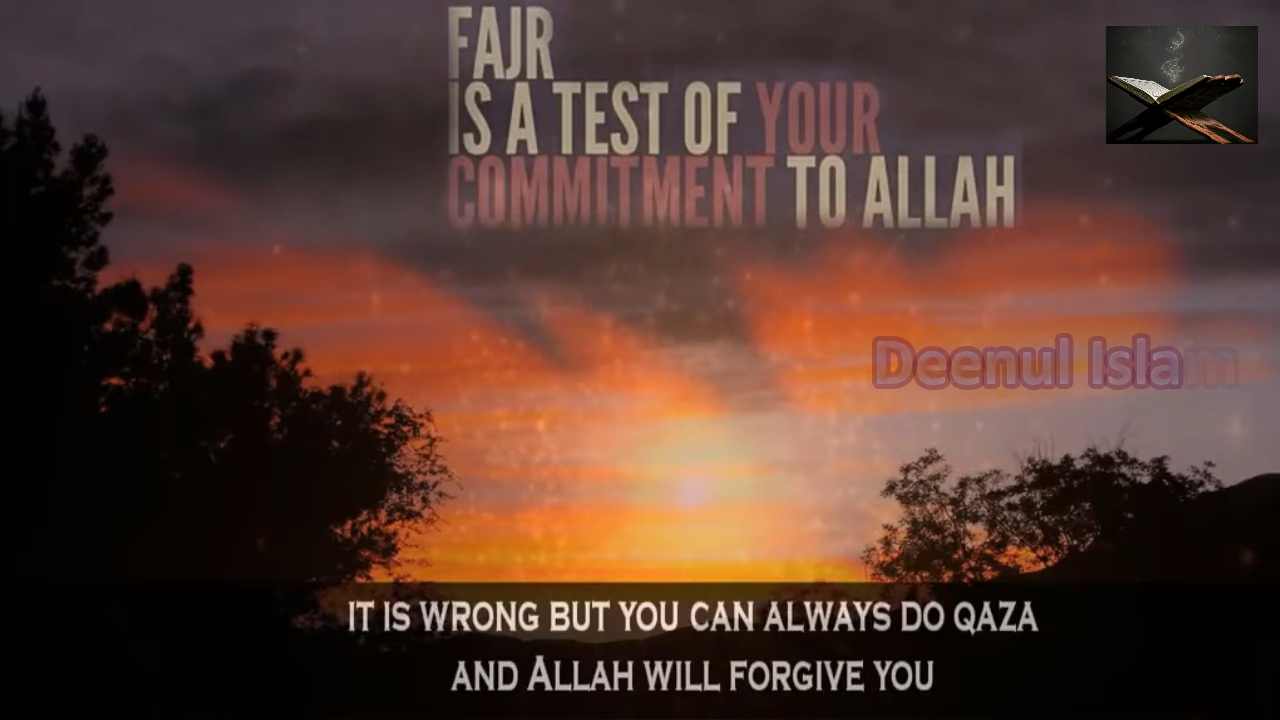 FAJR
IS A TEST OF YOUR
COMMITMENT TO ALLAH
Deenul Islam
IT IS WRONG BUT YOU CAN ALWAYS DO QAZA
AND ALLAH WILL FORGIVE YOU